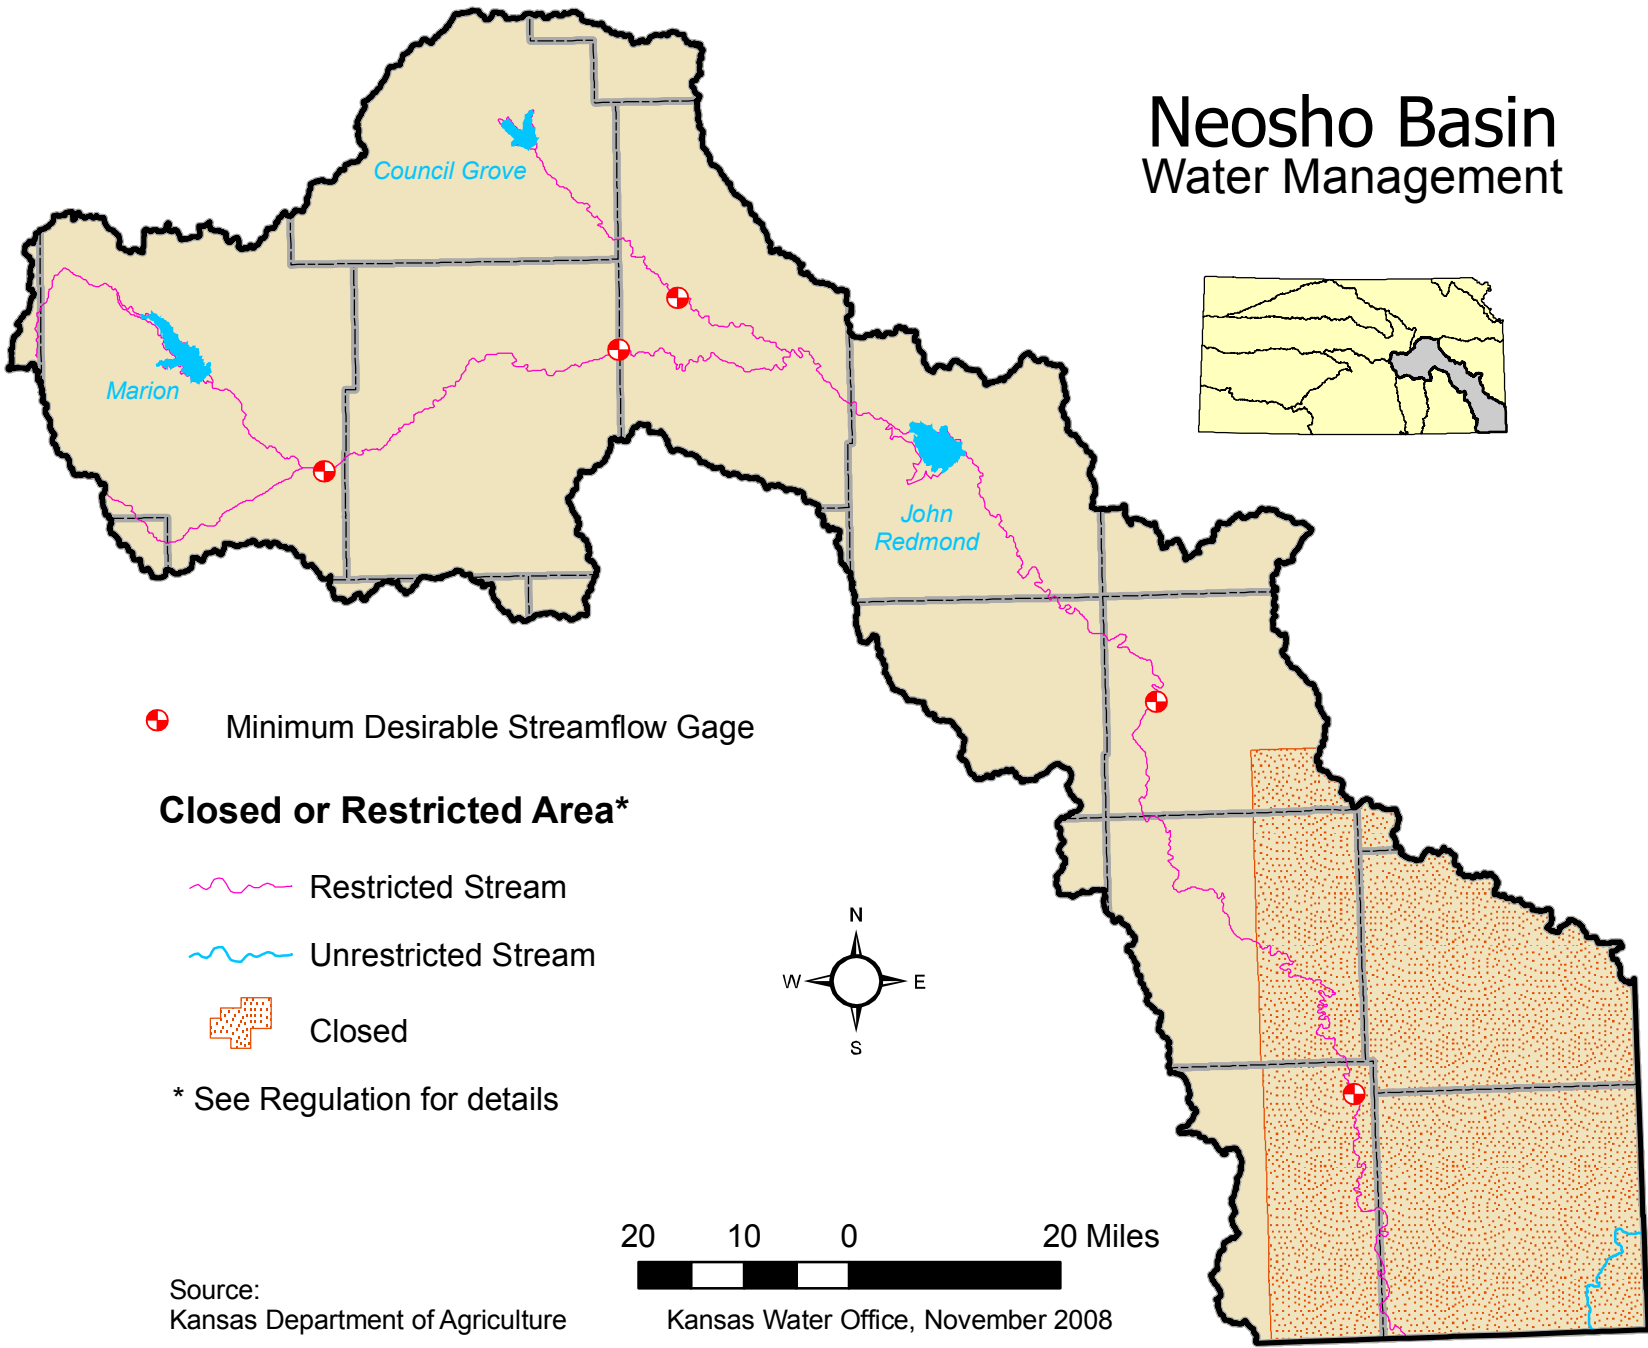 Neosho Basin
Water Management
Council Grove
Marion
John
Redmond
Minimum Desirable Streamflow Gage
Closed or Restricted Area*
Restricted Stream
Unrestricted Stream
Closed
* See Regulation for details
N
W E
S
20 10 0 20 Miles
Source:
Kansas Department of Agriculture
Kansas Water Office, November 2008